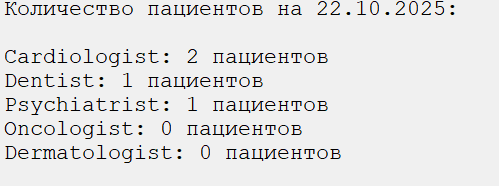 Количество пациентов на 22.10.2025:
Cardiologist: 2 пациентов
Dentist: 1 пациентов
Psychiatrist: 1 пациентов
Oncologist: 0 пациентов
Dermatologist: 0 пациентов